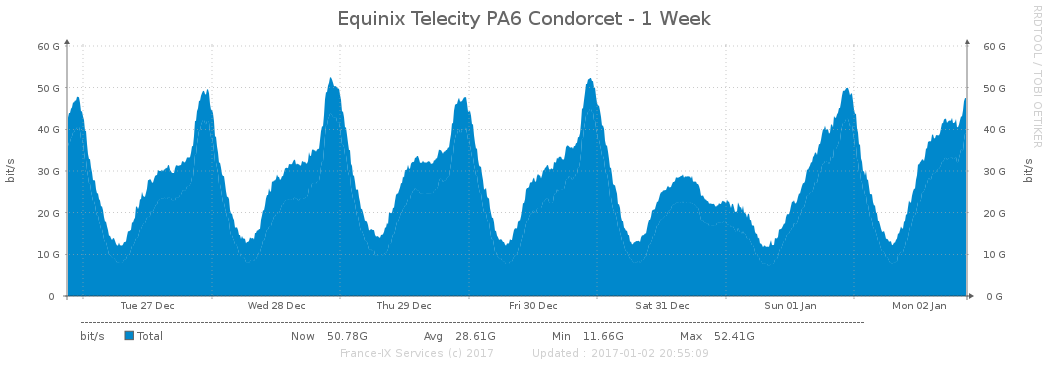 Equinix Telecity PA6 Condorcet - 1 Week
RRDTOOL / TOBI OETIKER
60 G 60 G
50 G 50 G
40 G 40 G
30 G 30 G
20 G 20 G
10 G 10 G
0 0 G
bit/s bit/s
Tue 27 Dec Wed 28 Dec Thu 29 Dec Fri 30 Dec Sat 31 Dec Sun 01 Jan Mon 02 Jan
bit/s Total Now 50.78G Avg 28.61G Min 11.66G Max 52.41G
France-IX Services (c) 2017 Updated : 2017-01-02 20:55:09